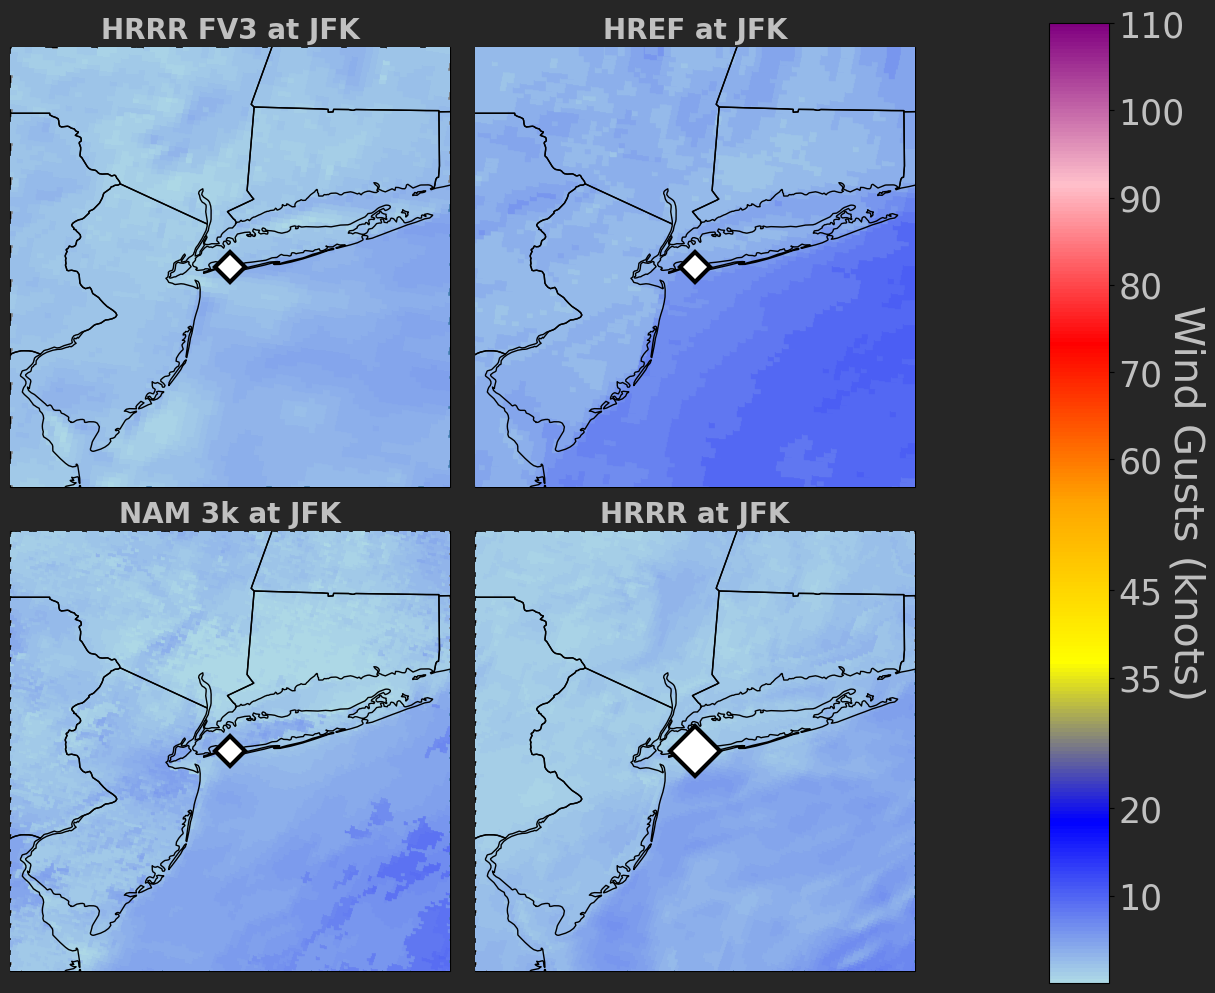 HRRR FV3 at JFK
HREF at JFK
NAM 3k at JFK
HRRR at JFK
110
100
90
80
70
60
45
35
20
10
Wind Gusts (knots)